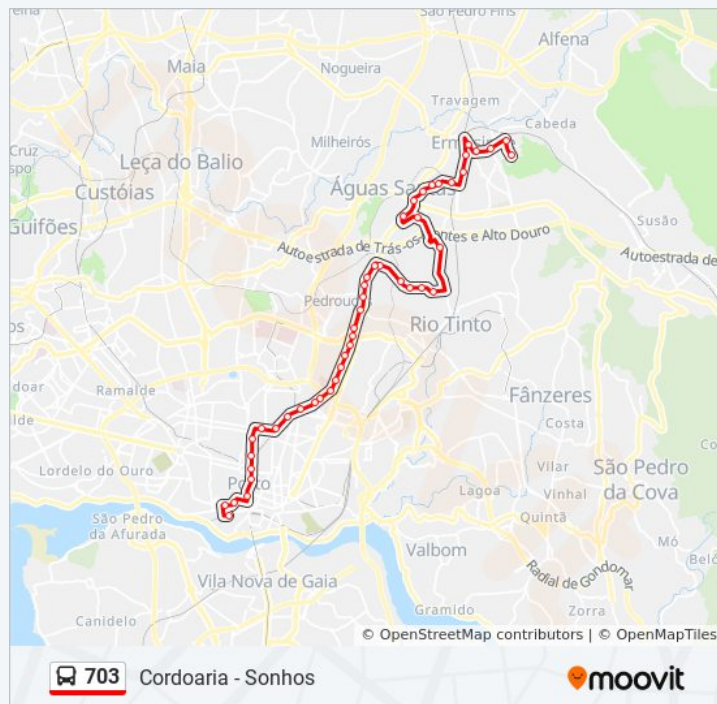 São Pedro Fins
Alfena
Maia
Nogueira
Travagem
Cabeda
Milheirós
Leça do Balio
Cruz
Custóias
Águas Santas
Susão
Guifões
Autoestrada de Trás-os-Montes e Alto Douro
Autoestrada de
Rio Tinto
Ramalde
Fânzeres
Costa
Lordelo do Ouro
Porto
Vilar
São Pedro
da Cova
Lagoa
Vinhal
São Pedro
da Afurada
Quintã
Mó
Valbom
Vila Nova de Gaia
Radial de Gondomar
Canidelo
Gramido
Zorra
© OpenStreetMap contributors | © OpenMapTiles
703 Cordoaria - Sonhos
moovit